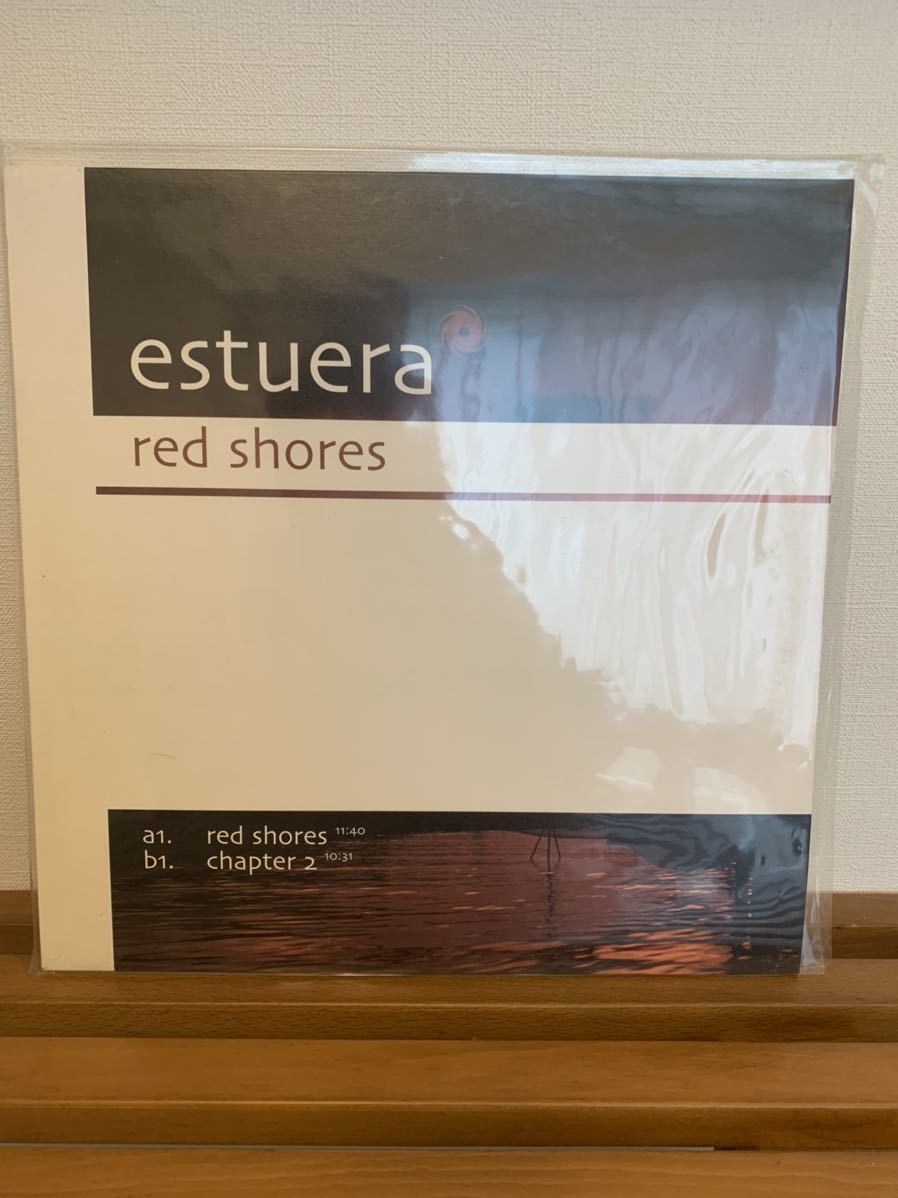 estuera
red shores
a1. red shores 11:40
b1. chapter 2 10:31